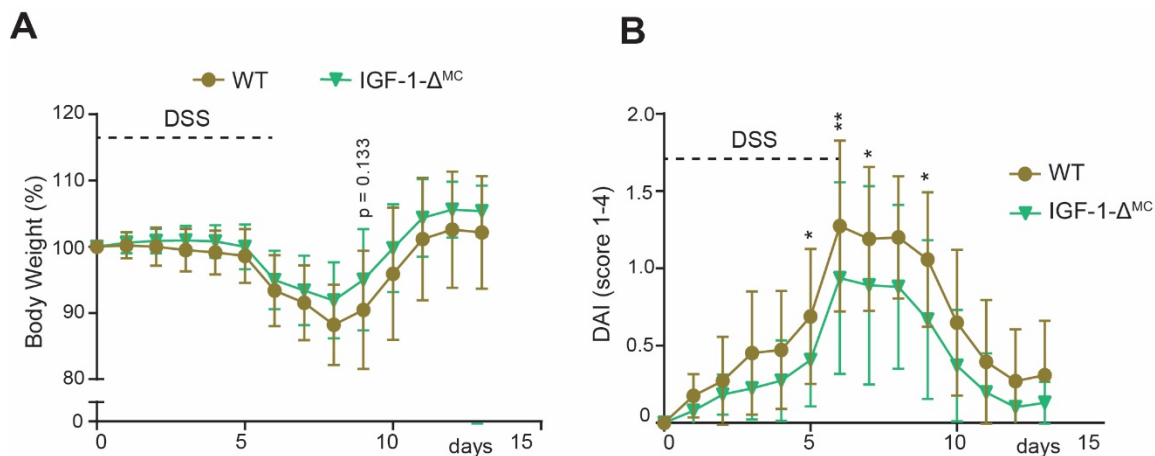 A
WT IGF-1-Δᴹᶜ
120
DSS
110
100
90
80
0
p = 0.133
Body Weight (%)
0 5 10 15
days
B
2.0
DSS
1.5
1.0
0.5
0
**
*
*
*
WT
IGF-1-Δᴹᶜ
DAI (score 1-4)
0 5 10 15
days